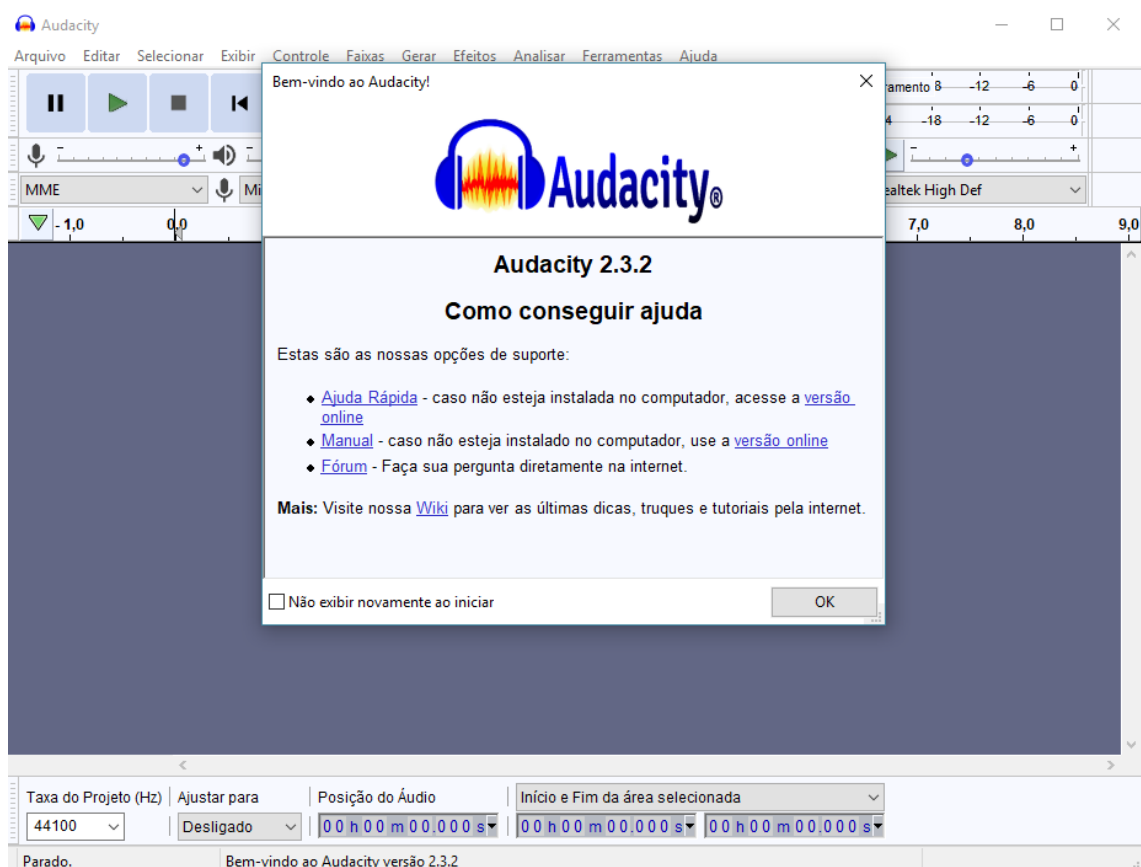 Audacity
Arquivo Editar Selecionar Exibir Controle Faixas Gerar Efeitos Analisar Ferramentas Ajuda
Bem-vindo ao Audacity!
-12 -6 0
-18 -12 -6 0
MME
Audacity®
- 1,0 0,0 7,0 8,0 9,0
Audacity 2.3.2
Como conseguir ajuda
Estas são as nossas opções de suporte:
Ajuda Rápida - caso não esteja instalada no computador, acesse a versão
online
Manual - caso não esteja instalado no computador, use a versão online
Fórum - Faça sua pergunta diretamente na internet.
Mais: Visite nossa Wiki para ver as últimas dicas, truques e tutoriais pela internet.
Não exibir novamente ao iniciar
OK
Taxa do Projeto (Hz) Ajustar para Posição do Áudio Início e Fim da área selecionada
44100 Desligado 00 h 00 m 00.000 s 00 h 00 m 00.000 s 00 h 00 m 00.000 s
Parado. Bem-vindo ao Audacity versão 2.3.2